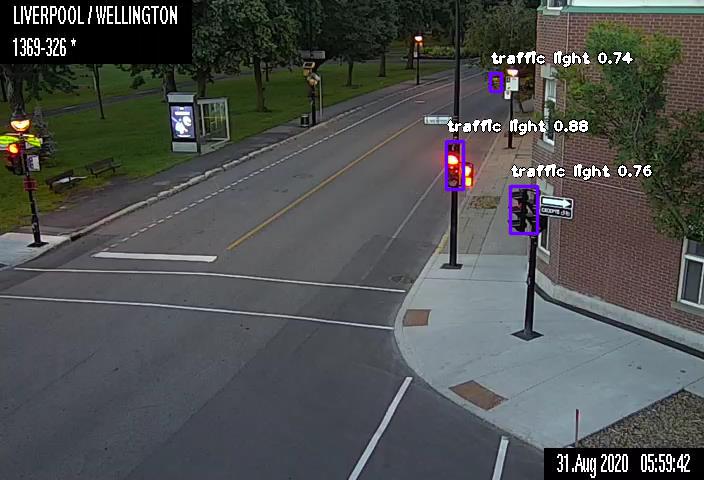 LIVERPOOL / WELLINGTON
1369-326 *
traffic light 0.74
traffic light 0.88
traffic light 0.76
31.Aug 2020 05:59:42